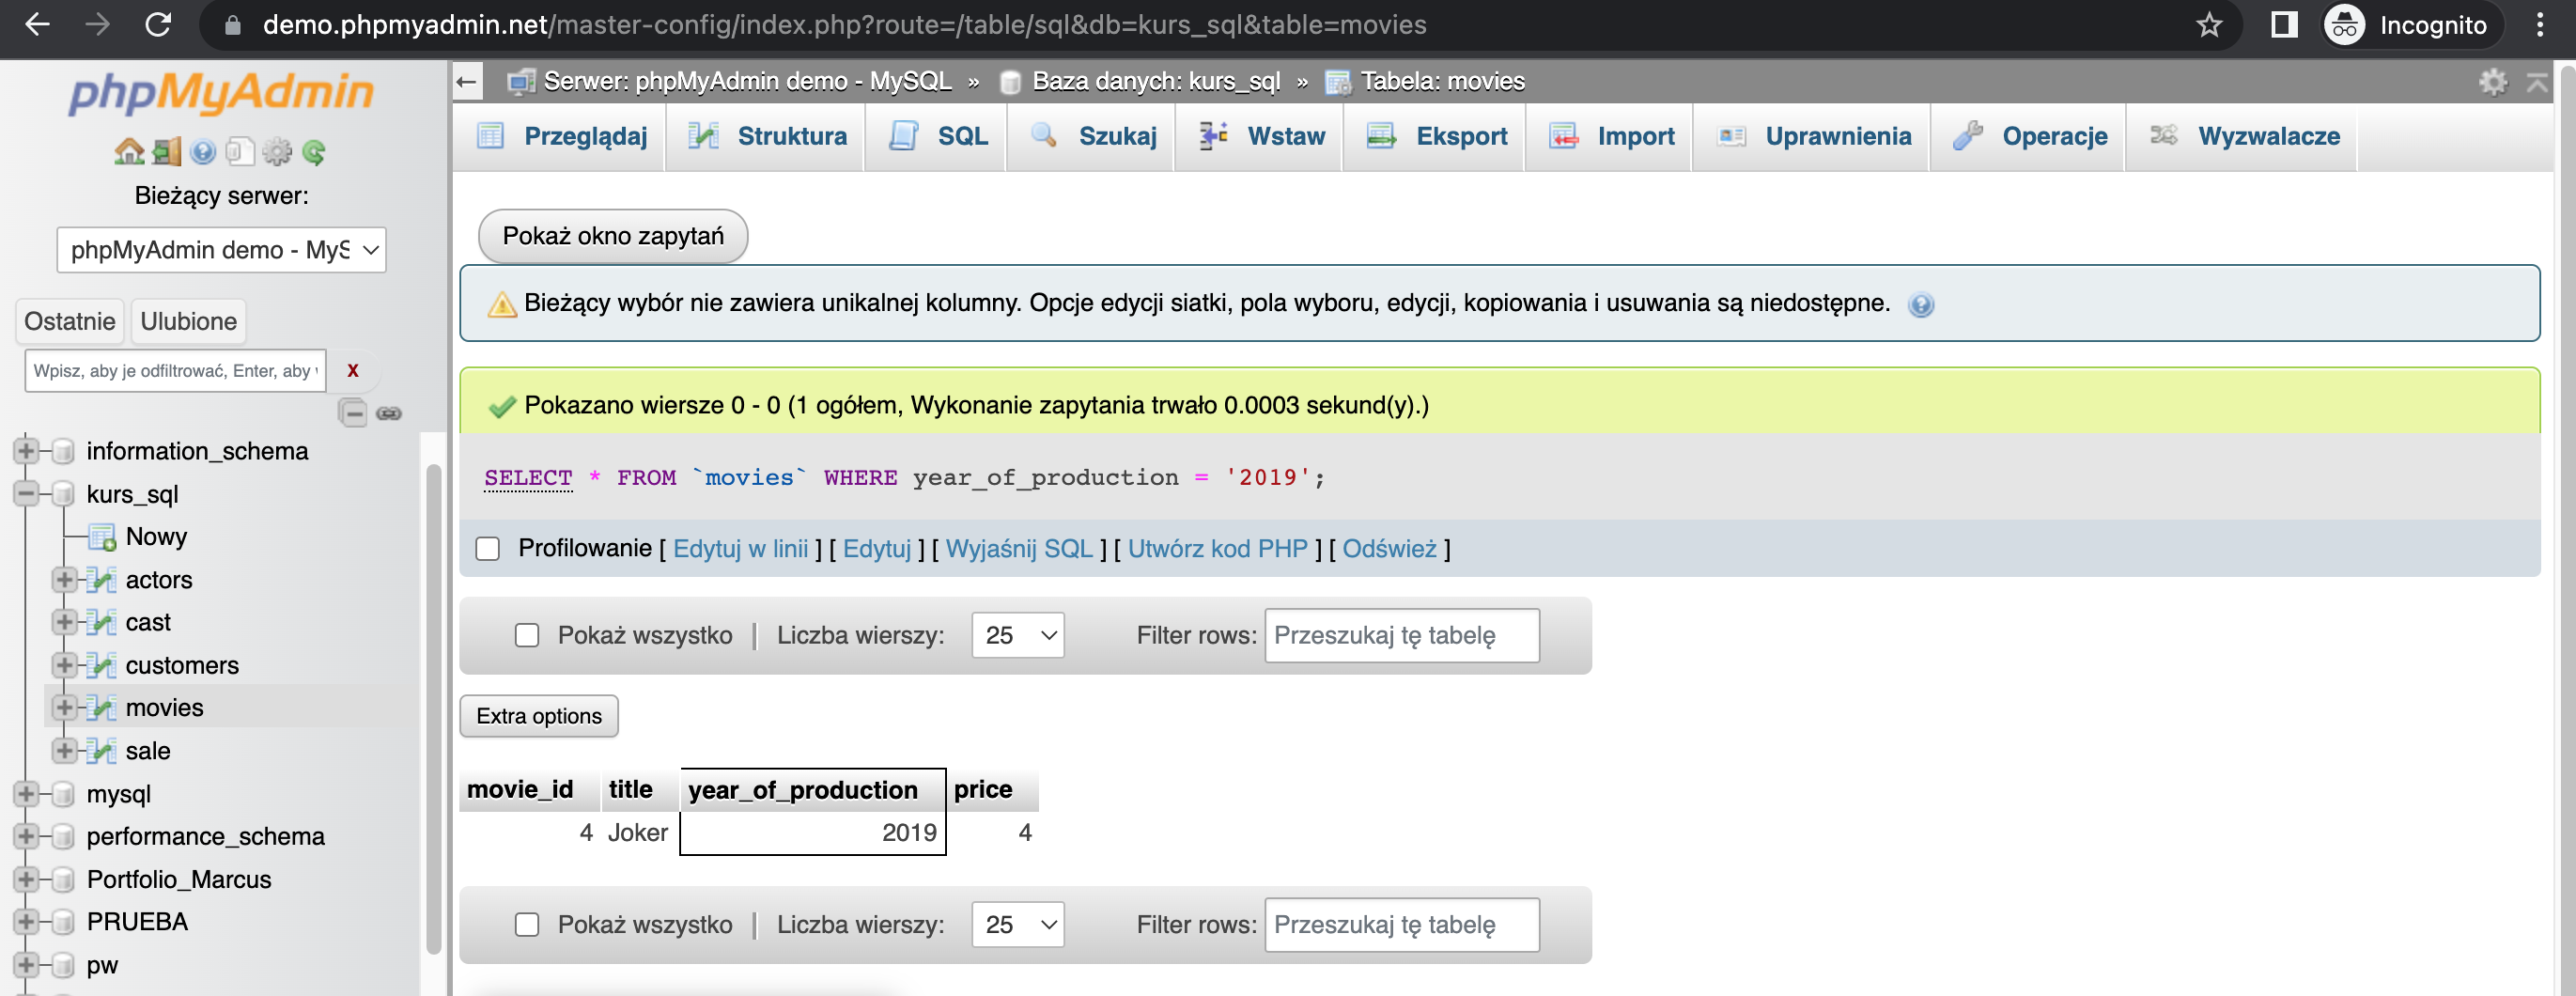 demo.phpmyadmin.net/master-config/index.php?route=/table/sql&db=kurs_sql&table=movies
Incognito
phpMyAdmin
Bieżący serwer:
phpMyAdmin demo - MyS
Ostatnie Ulubione
Wpisz, aby je odfiltrować, Enter, aby
X
information_schema
kurs_sql
Nowy
actors
cast
customers
movies
sale
mysql
performance_schema
Portfolio_Marcus
PRUEBA
pw
Serwer: phpMyAdmin demo - MySQL » Baza danych: kurs_sql » Tabela: movies
Przeglądaj Struktura SQL Szukaj Wstaw Eksport Import Uprawnienia Operacje Wyzwalacze
Pokaż okno zapytań
Bieżący wybór nie zawiera unikalnej kolumny. Opcje edycji siatki, pola wyboru, edycji, kopiowania i usuwania są niedostępne.
Pokazano wiersze 0 - 0 (1 ogółem, Wykonanie zapytania trwało 0.0003 sekund(y).)
SELECT * FROM `movies` WHERE year_of_production = '2019';
Profilowanie [ Edytuj w linii ] [ Edytuj ] [ Wyjaśnij SQL ] [ Utwórz kod PHP ] [ Odśwież ]
Pokaż wszystko | Liczba wierszy: 25 Filter rows: Przeszukaj tę tabelę
Extra options
movie_id title year_of_production price
4 Joker 2019 4
Pokaż wszystko | Liczba wierszy: 25 Filter rows: Przeszukaj tę tabelę